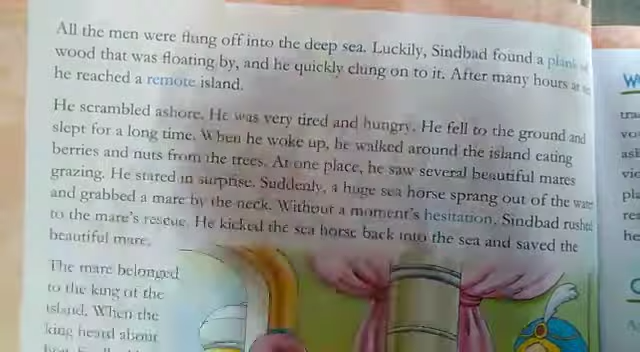 All the men were flung off into the deep sea. Luckily, Sindbad found a plank of
wood that was floating by, and he quickly clung on to it. After many hours at
he reached a remote island.
He scrambled ashore. He was very tired and hungry. He fell to the ground and
slept for a long time. When he woke up, he walked around the island eating
berries and nuts from the trees. At one place, he saw several beautiful mares
grazing. He stared in surprise. Suddenly, a huge sea horse sprang out of the water
and grabbed a mare by the neck. Without a moment's hesitation, Sindbad rushed
to the mare's rescue. He kicked the sea horse back into the sea and saved the
beautiful mare.
The mare belonged
to the king of the
island. When the
king heard about